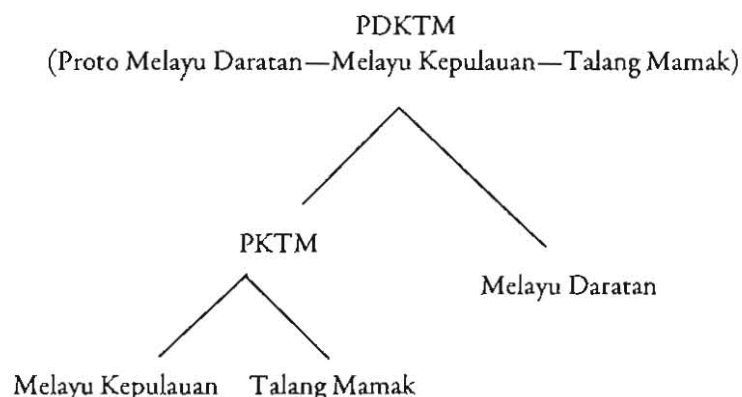 PDKTM
(Proto Melayu Daratan—Melayu Kepulauan—Talang Mamak)
PKTM
Melayu Daratan
Melayu Kepulauan Talang Mamak